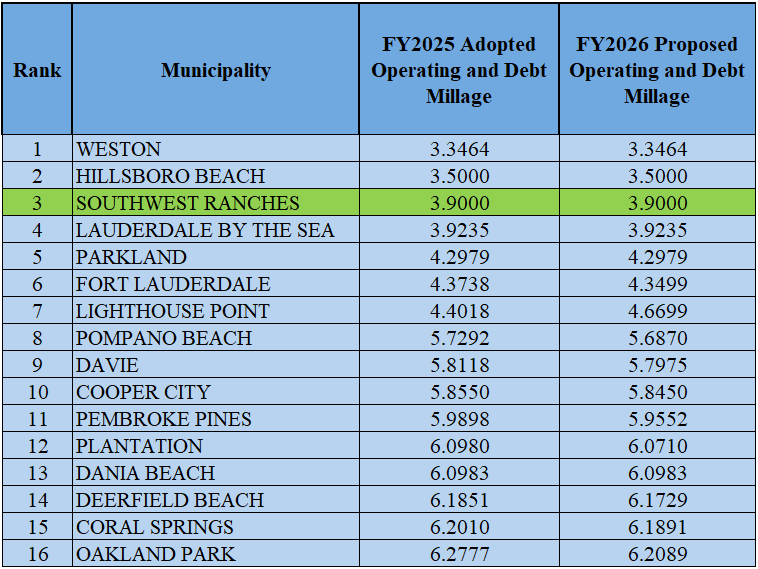 Rank Municipality FY2025 Adopted Operating and Debt Millage FY2026 Proposed Operating and Debt Millage
1 WESTON 3.3464 3.3464
2 HILLSBORO BEACH 3.5000 3.5000
3 SOUTHWEST RANCHES 3.9000 3.9000
4 LAUDERDALE BY THE SEA 3.9235 3.9235
5 PARKLAND 4.2979 4.2979
6 FORT LAUDERDALE 4.3738 4.3499
7 LIGHTHOUSE POINT 4.4018 4.6699
8 POMPANO BEACH 5.7292 5.6870
9 DAVIE 5.8118 5.7975
10 COOPER CITY 5.8550 5.8450
11 PEMBROKE PINES 5.9898 5.9552
12 PLANTATION 6.0980 6.0710
13 DANIA BEACH 6.0983 6.0983
14 DEERFIELD BEACH 6.1851 6.1729
15 CORAL SPRINGS 6.2010 6.1891
16 OAKLAND PARK 6.2777 6.2089